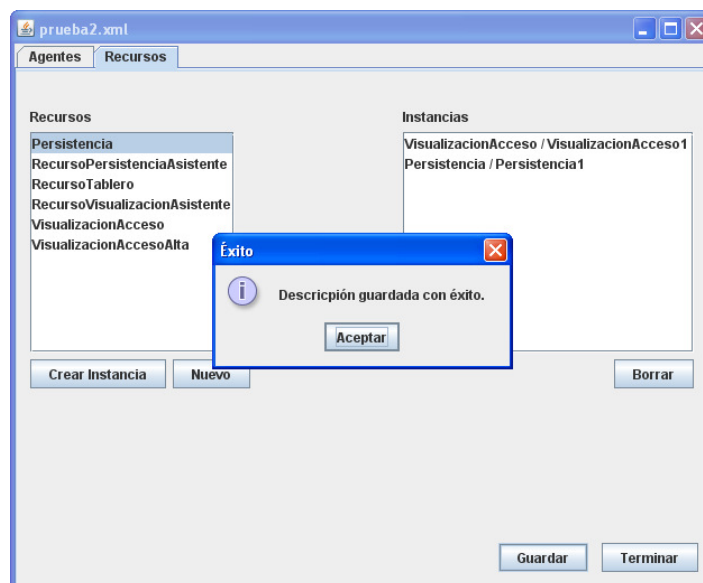 prueba2.xml
Agentes Recursos
Recursos
Persistencia
RecursoPersistenciaAsistente
RecursoTablero
RecursoVisualizacionAsistente
VisualizacionAcceso
VisualizacionAccesoAlta
Instancias
VisualizacionAcceso / VisualizacionAcceso1
Persistencia / Persistencia1
Éxito
Descricpión guardada con éxito.
Aceptar
Crear Instancia
Nuevo
Borrar
Guardar
Terminar